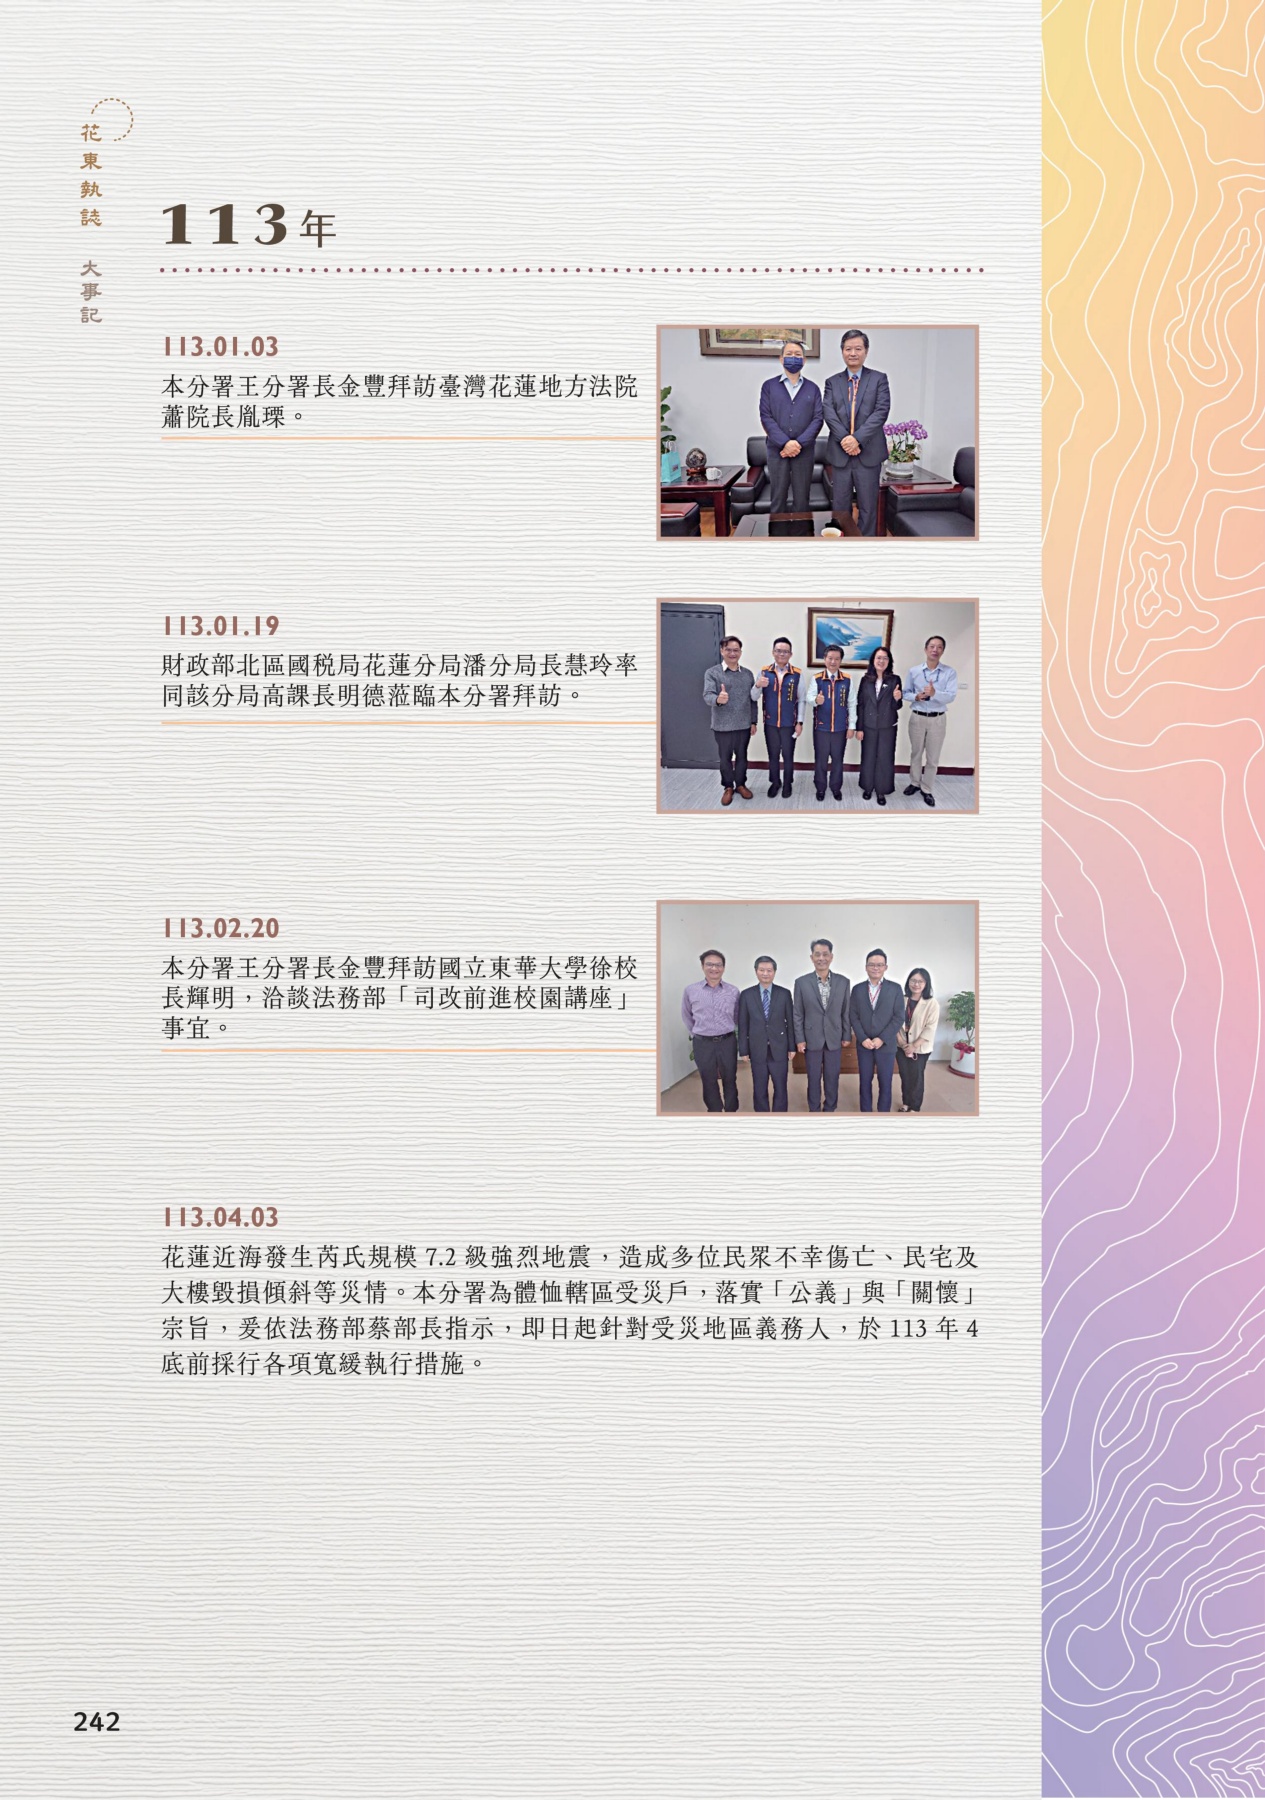 花東執誌 大事記
113年
113.01.03
本分署王分署長金豐拜訪臺灣花蓮地方法院
蕭院長胤瑮。
113.01.19
財政部北區國稅局花蓮分局潘分局長慧玲率
同該分局高課長明德蒞臨本分署拜訪。
113.02.20
本分署王分署長金豐拜訪國立東華大學徐校
長輝明，洽談法務部「司改前進校園講座」
事宜。
113.04.03
花蓮近海發生芮氏規模 7.2 級強烈地震，造成多位民眾不幸傷亡、民宅及
大樓毀損傾斜等災情。本分署為體恤轄區受災戶，落實「公義」與「關懷」
宗旨，爰依法務部蔡部長指示，即日起針對受災地區義務人，於 113 年 4
底前採行各項寬緩執行措施。
242